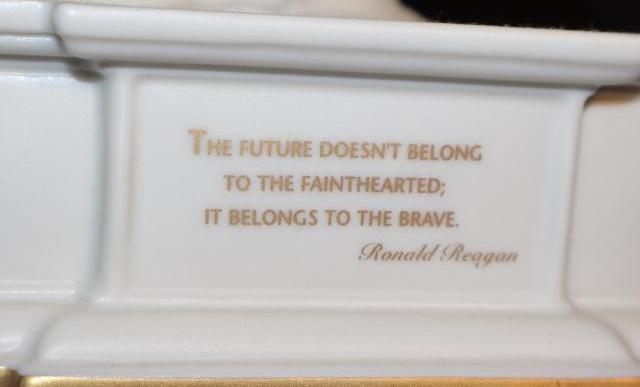 THE FUTURE DOESN'T BELONG
TO THE FAINTHEARTED;
IT BELONGS TO THE BRAVE.
Ronald Reagan